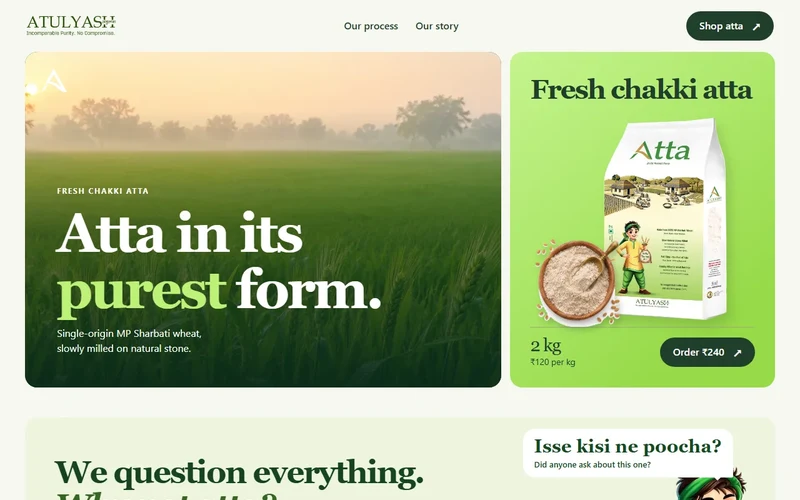 ATULYASH
Incomparable Purity. No Compromise.
Our process
Our story
Shop atta
FRESH CHAKKI ATTA
Atta in its
purest form.
Single-origin MP Sharbati wheat,
slowly milled on natural stone.
Fresh chakki atta
Atta
ATULYASH
2 kg
₹120 per kg
Order ₹240
We question everything.
Isse kisi ne poocha?
Did anyone ask about this one?